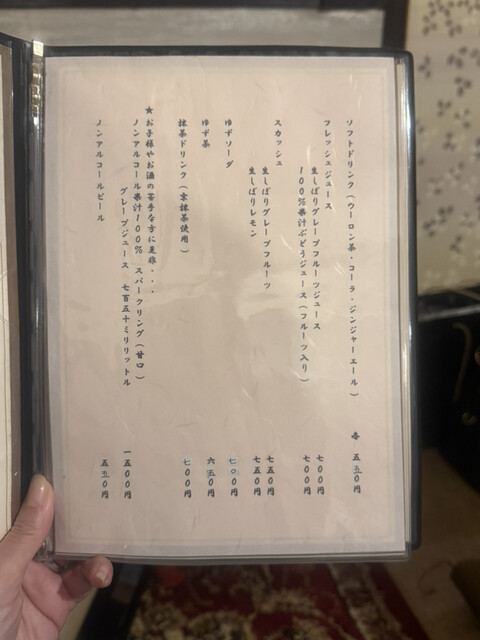 ソフトドリンク（ウーロン茶・コーラ・ジンジャーエール） 各 五五〇円
フレッシュジュース
生しぼりグレープフルーツジュース 七〇〇円
100％果汁ぶどうジュース（フルーツ入り） 七〇〇円
スカッシュ
生しぼりグレープフルーツ 七五〇円
生しぼりレモン 七五〇円
ゆずソーダ 七〇〇円
ゆず茶 六五〇円
抹茶ドリンク（京抹茶使用） 七〇〇円
★お子様やお酒の苦手な方に是非・・・
ノンアルコール果汁100％ スパークリング（甘口）
グレープジュース 七百五十ミリリットル 一五〇〇円
ノンアルコールビール 五五〇円